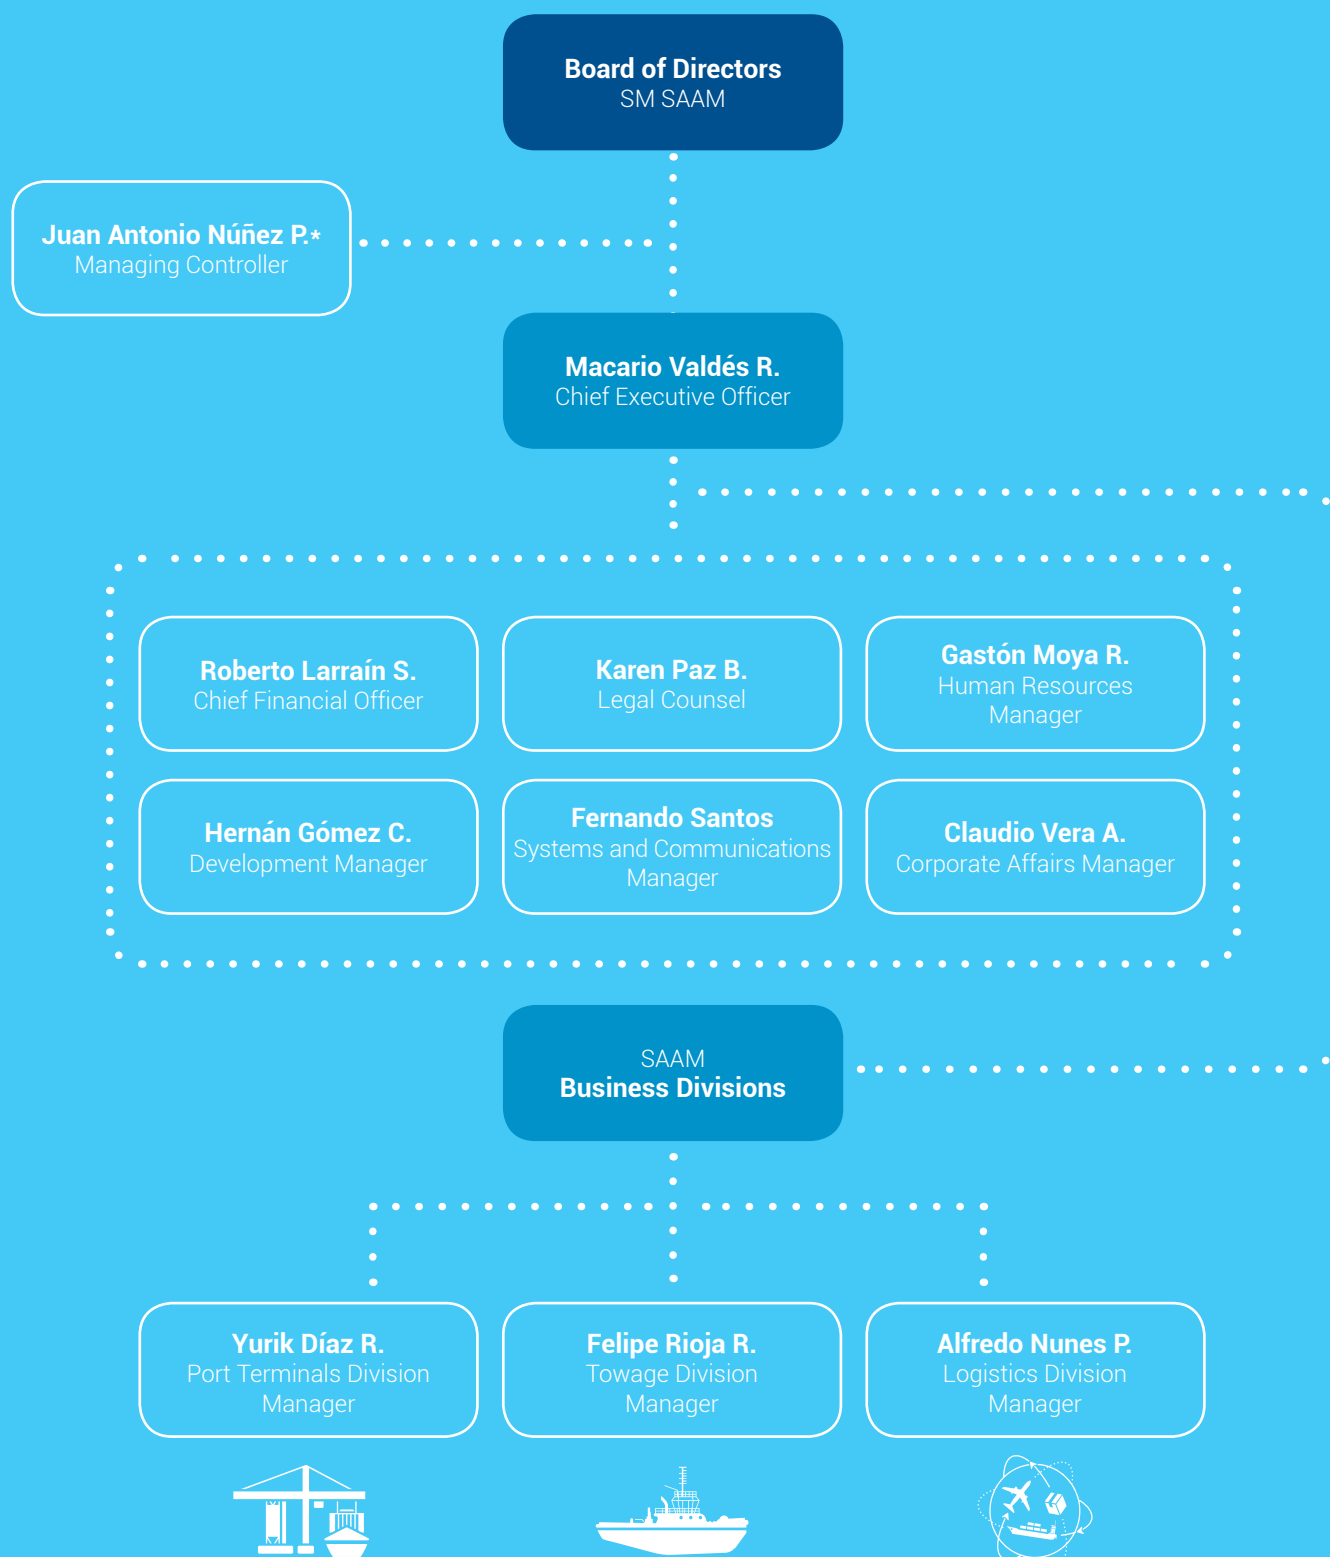 Board of Directors
SM SAAM
Juan Antonio Núñez P.*
Managing Controller
Macario Valdés R.
Chief Executive Officer
Roberto Larraín S.
Chief Financial Officer
Karen Paz B.
Legal Counsel
Gastón Moya R.
Human Resources
Manager
Hernán Gómez C.
Development Manager
Fernando Santos
Systems and Communications
Manager
Claudio Vera A.
Corporate Affairs Manager
SAAM
Business Divisions
Yurik Díaz R.
Port Terminals Division
Manager
Felipe Rioja R.
Towage Division
Manager
Alfredo Nunes P.
Logistics Division
Manager